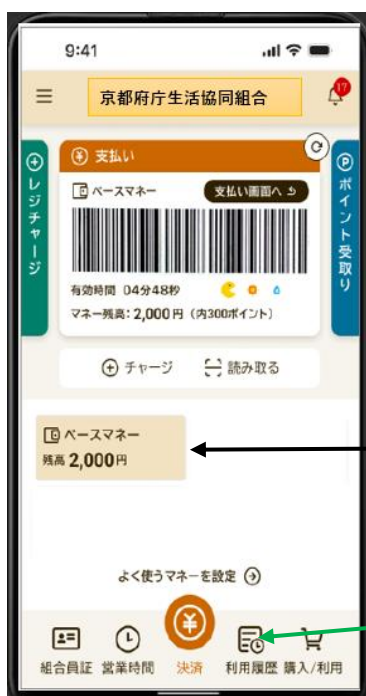 9:41
京都府庁生活協同組合
17
レジチャージ
¥ 支払い
ベースマネー
支払い画面へ
有効時間 04分48秒
マネー残高：2,000円（内300ポイント）
P ポイント受取り
チャージ
読み取る
ベースマネー
残高 2,000円
よく使うマネーを設定
¥
組合員証 営業時間 決済 利用履歴 購入/利用